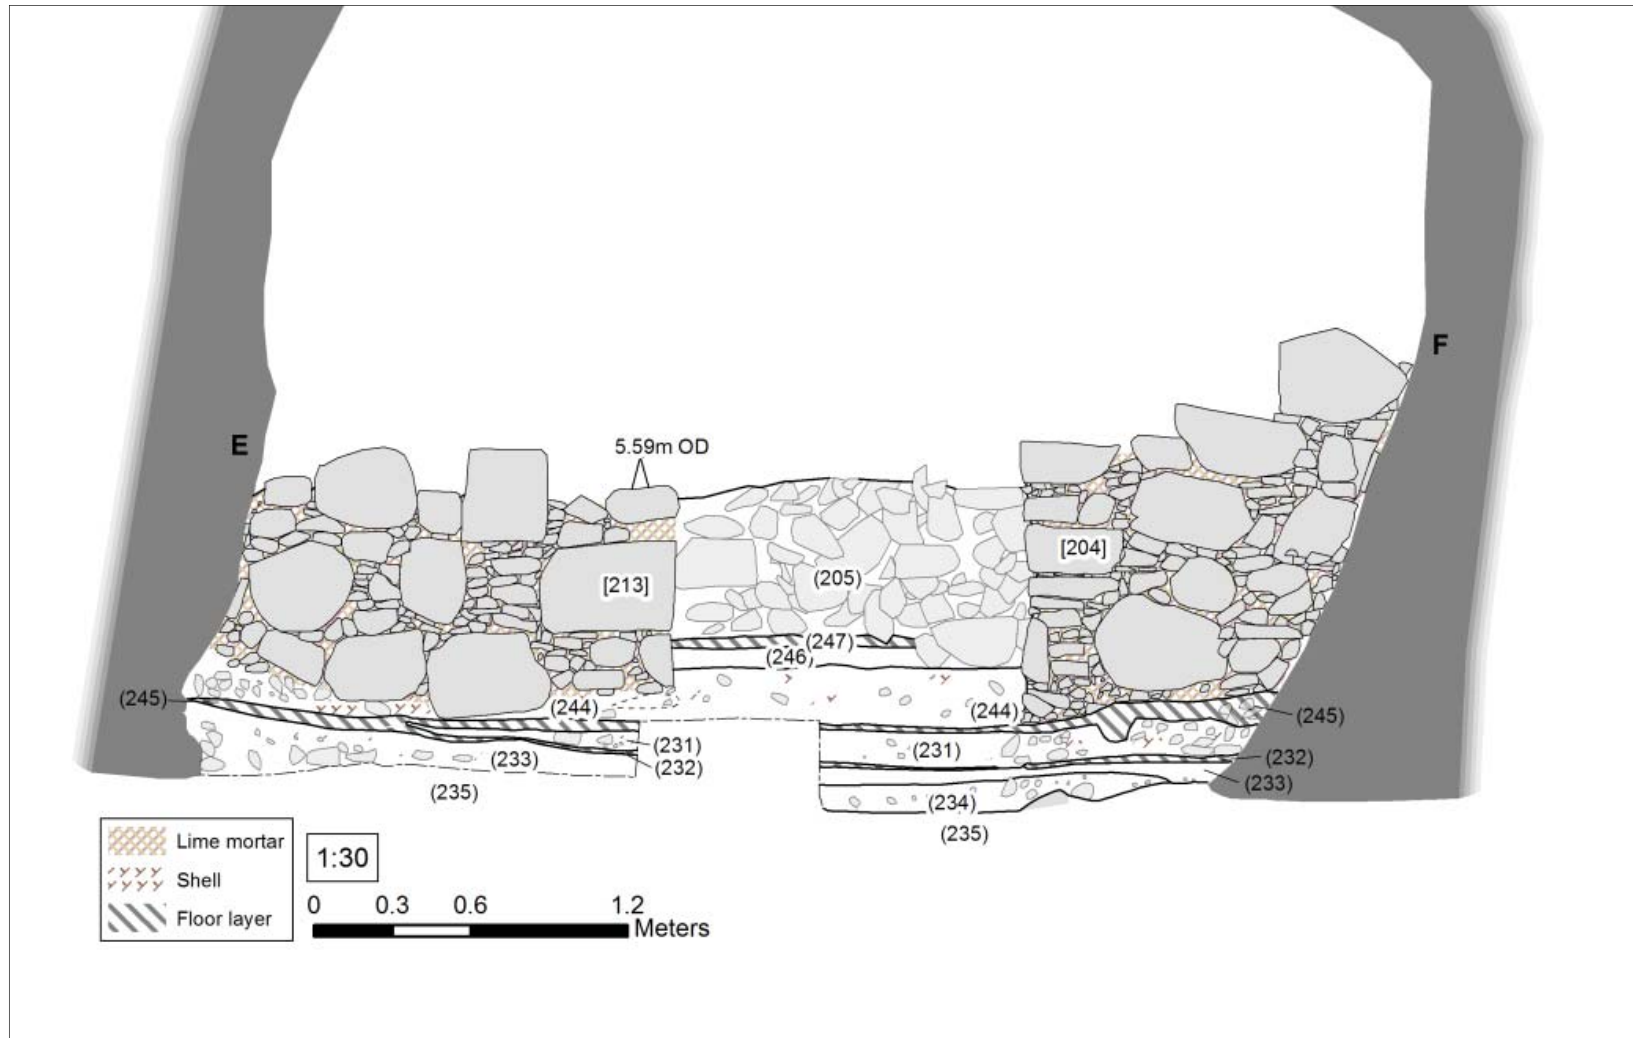 F
E
5.59m OD
[204]
[213]
(205)
(247)
(246)
(245)
(244)
(244)
(245)
(231)
(231)
(233)
(232)
(232)
(233)
(235)
(234)
(235)
Lime mortar
Shell
Floor layer
1:30
0 0.3 0.6 1.2
Meters